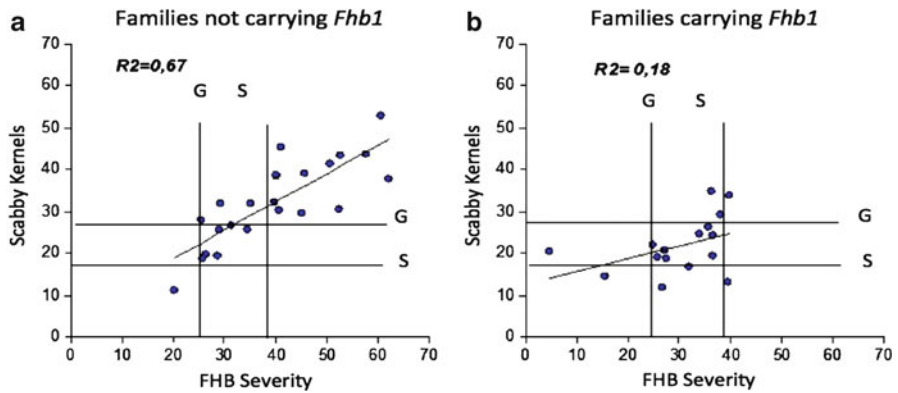 a Families not carrying Fhb1
70
60
50
40
30
20
10
0
Scabby Kernels
R2=0,67
G S
G
S
0 10 20 30 40 50 60 70
FHB Severity
b Families carrying Fhb1
70
60
50
40
30
20
10
0
Scabby Kernels
R2= 0,18
G S
G
S
0 10 20 30 40 50 60 70
FHB Severity